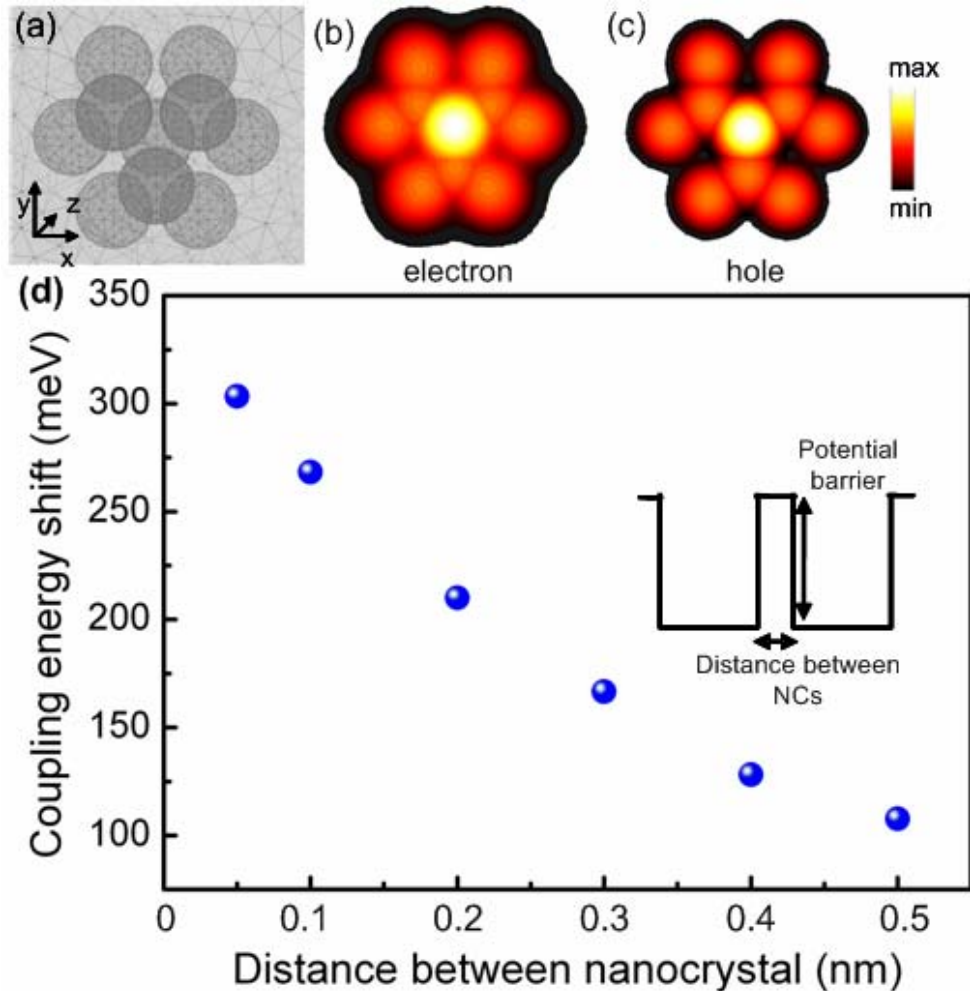 (a)
y
z
x
(b)
electron
(c)
hole
max
min
(d)
350
300
250
200
150
100
Coupling energy shift (meV)
Potential
barrier
Distance between
NCs
0
0.1
0.2
0.3
0.4
0.5
Distance between nanocrystal (nm)